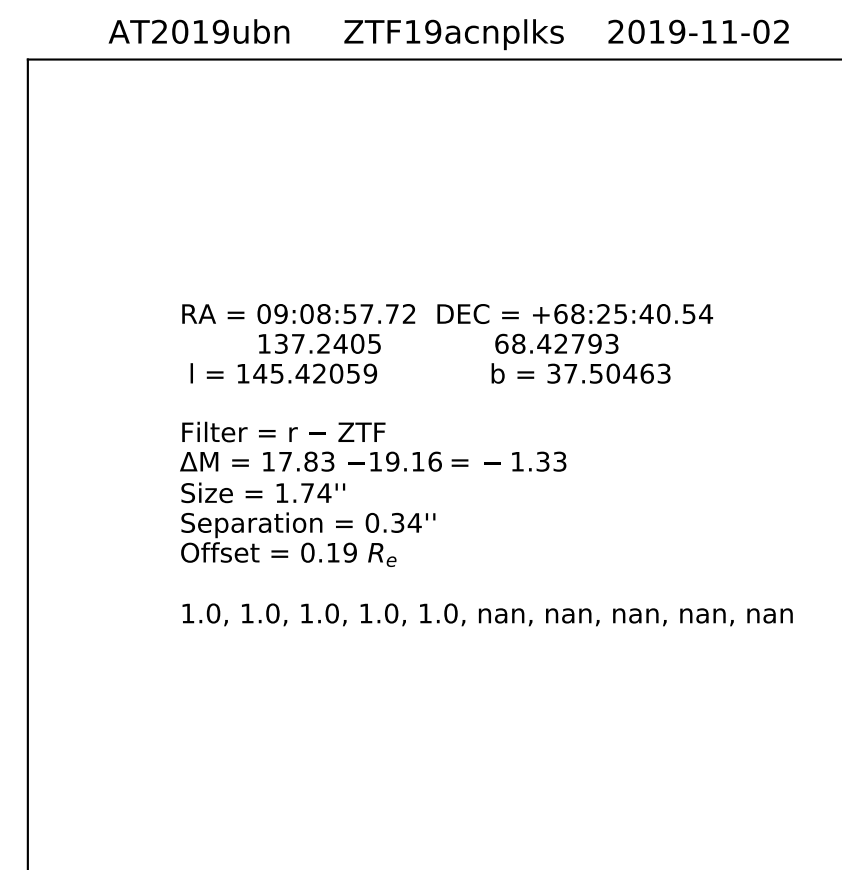 AT2019ubn ZTF19acnplks 2019-11-02
RA = 09:08:57.72 DEC = +68:25:40.54
137.2405 68.42793
l = 145.42059 b = 37.50463
Filter = r − ZTF
ΔM = 17.83 −19.16 = − 1.33
Size = 1.74''
Separation = 0.34''
Offset = 0.19 Rₑ
1.0, 1.0, 1.0, 1.0, 1.0, nan, nan, nan, nan, nan